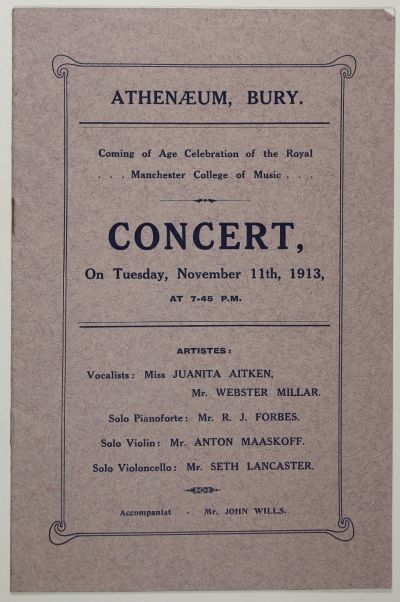 ATHENÆUM, BURY.
Coming of Age Celebration of the Royal
. . . Manchester College of Music . . .
CONCERT,
On Tuesday, November 11th, 1913,
AT 7-45 P.M.
ARTISTES:
Vocalists: Miss JUANITA AITKEN,
Mr. WEBSTER MILLAR.
Solo Pianoforte: Mr. R. J. FORBES.
Solo Violin: Mr. ANTON MAASKOFF.
Solo Violoncello: Mr. SETH LANCASTER.
Accompanist - Mr. JOHN WILLS.